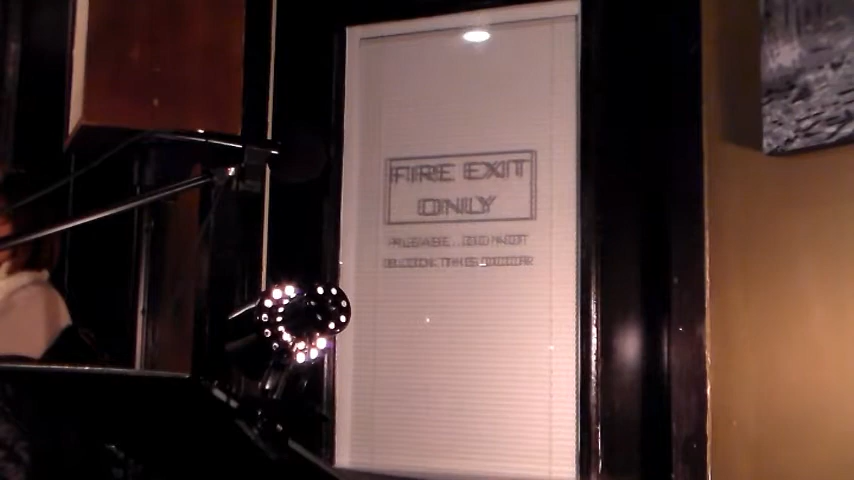 FIRE EXIT
ONLY
PLEASE DO NOT
BLOCK THIS DOOR